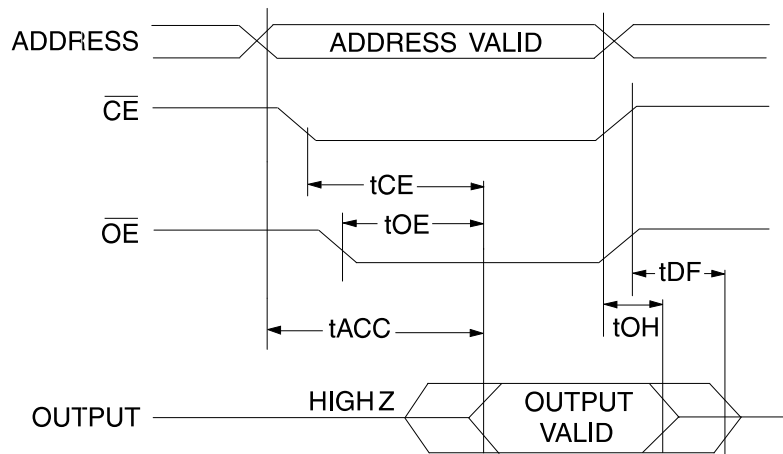 ADDRESS
ADDRESS VALID
CE
tCE
tOE
OE
tDF
tACC
tOH
HIGH Z
OUTPUT
OUTPUT
VALID